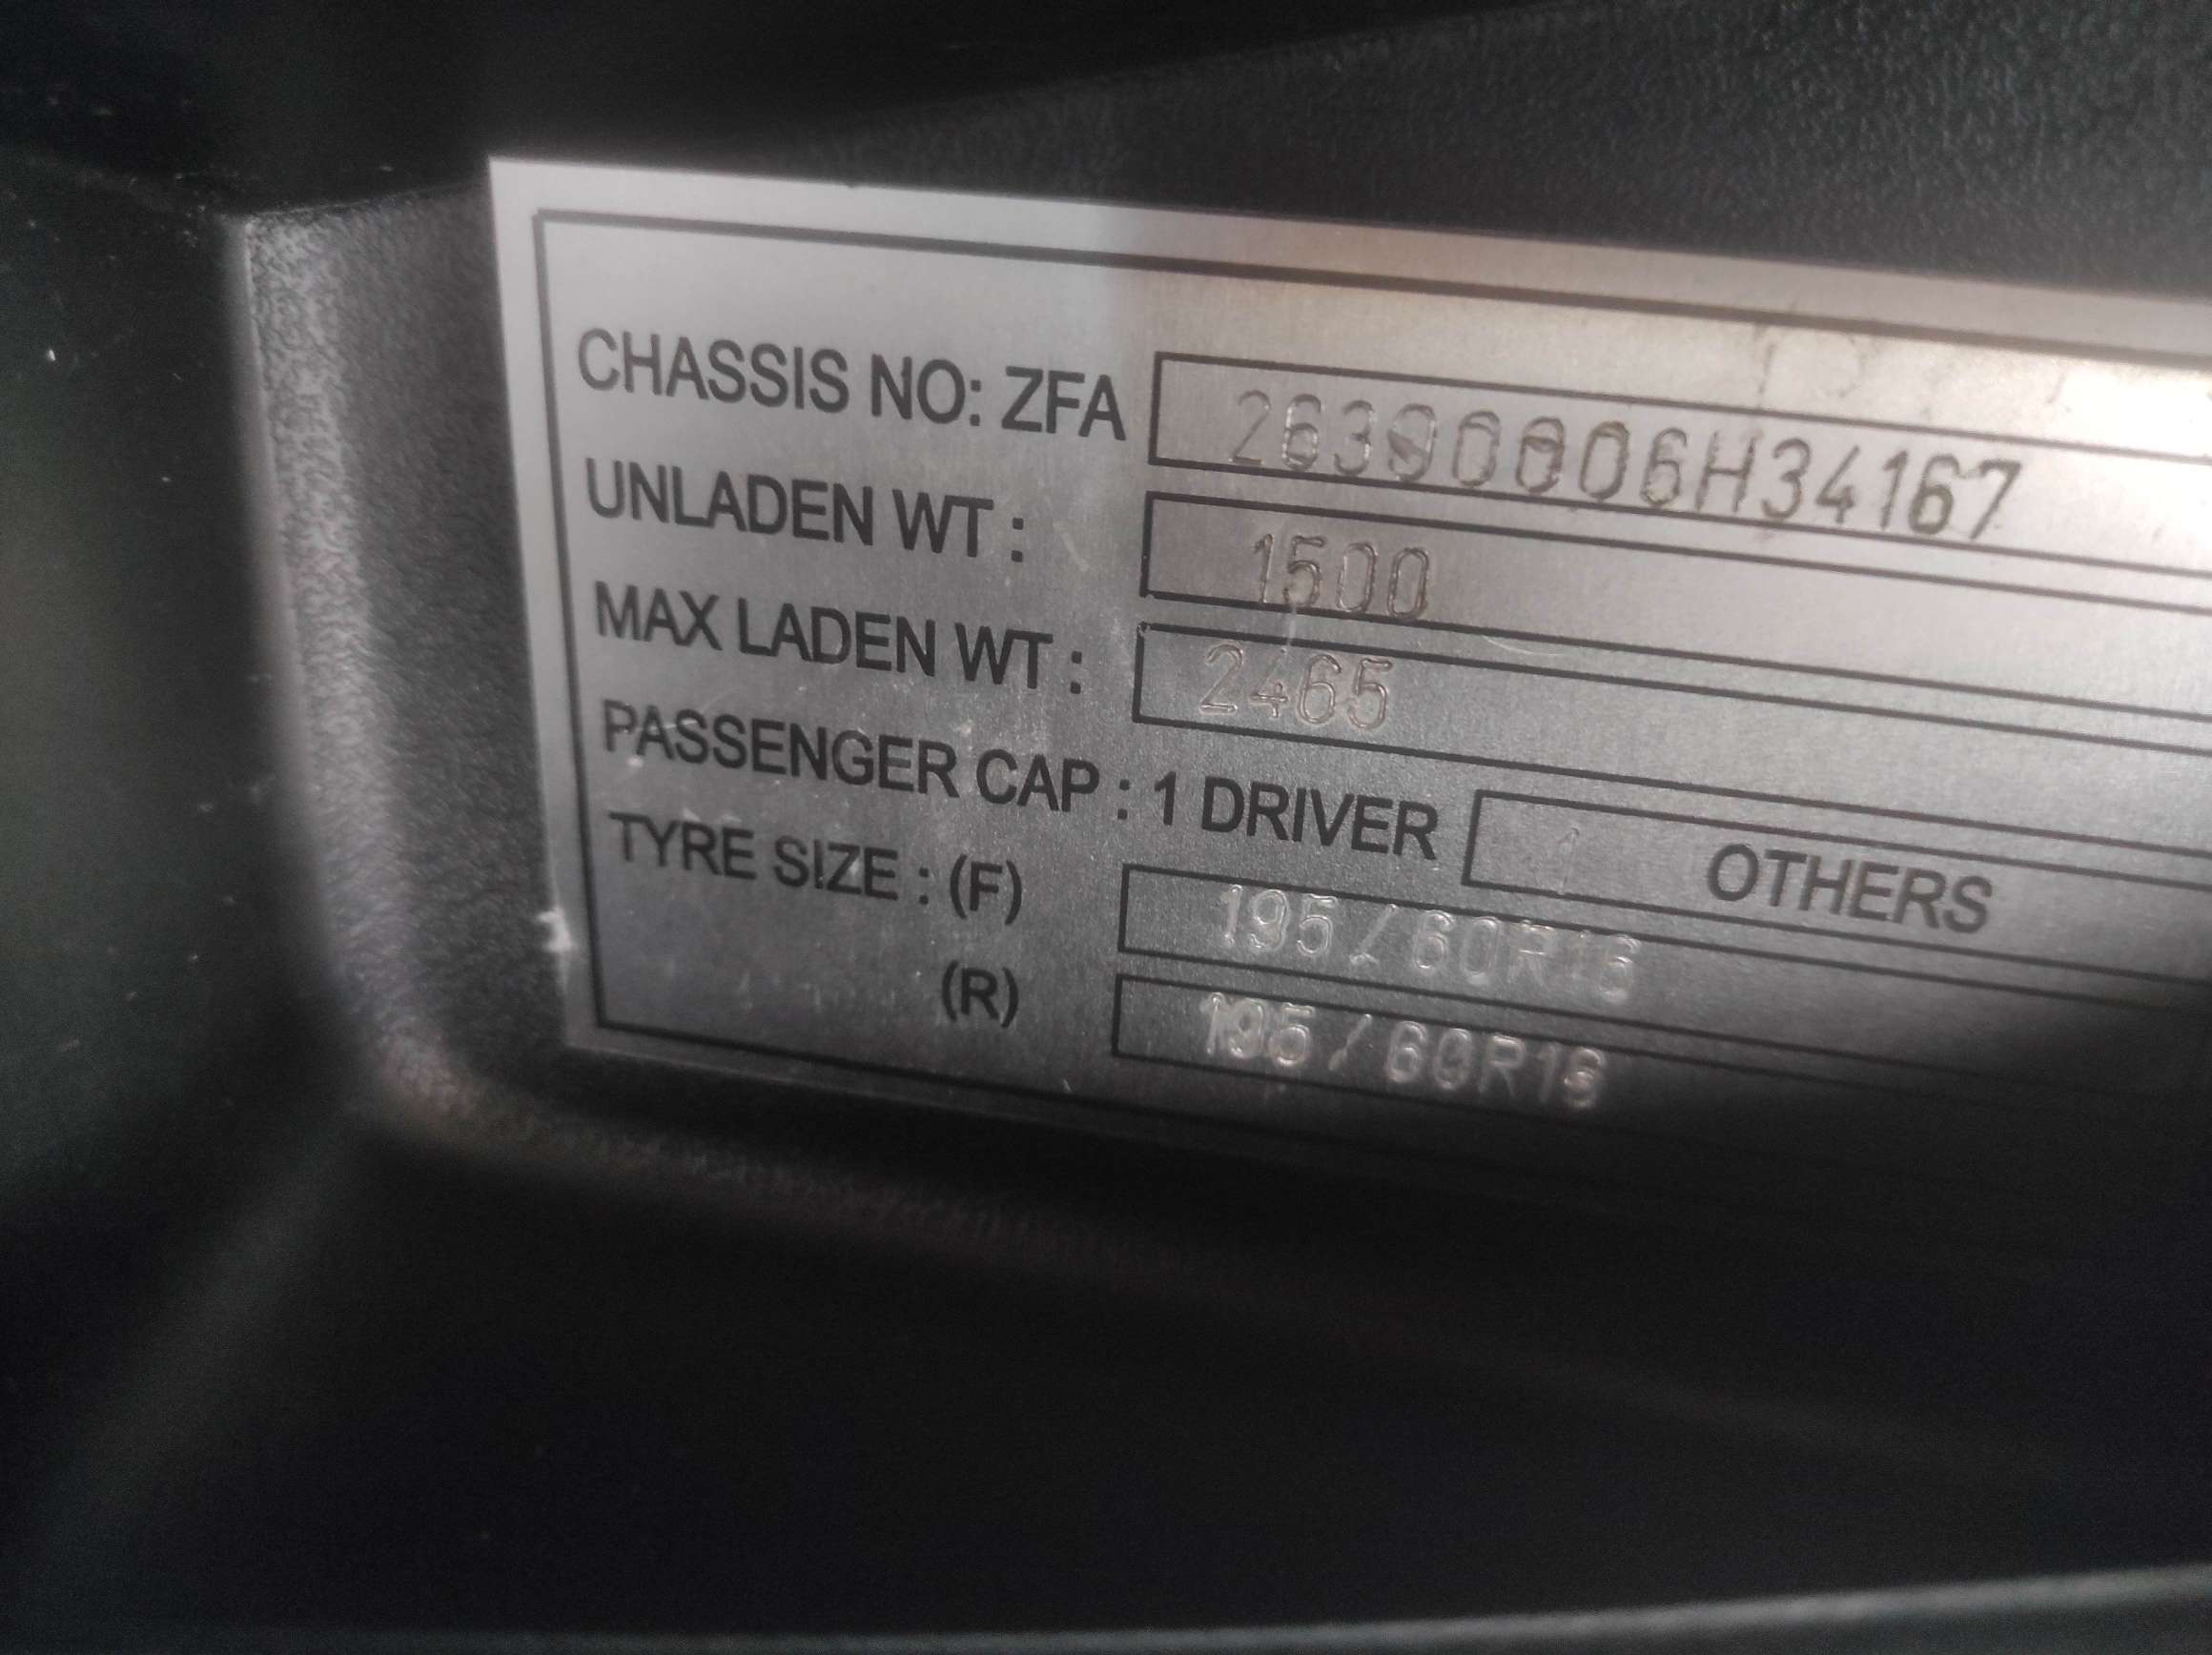 CHASSIS NO: ZFA 26390006H34167
UNLADEN WT : 1500
MAX LADEN WT : 2465
PASSENGER CAP : 1 DRIVER 1 OTHERS
TYRE SIZE : (F) 195/60R16
(R) 195/60R16